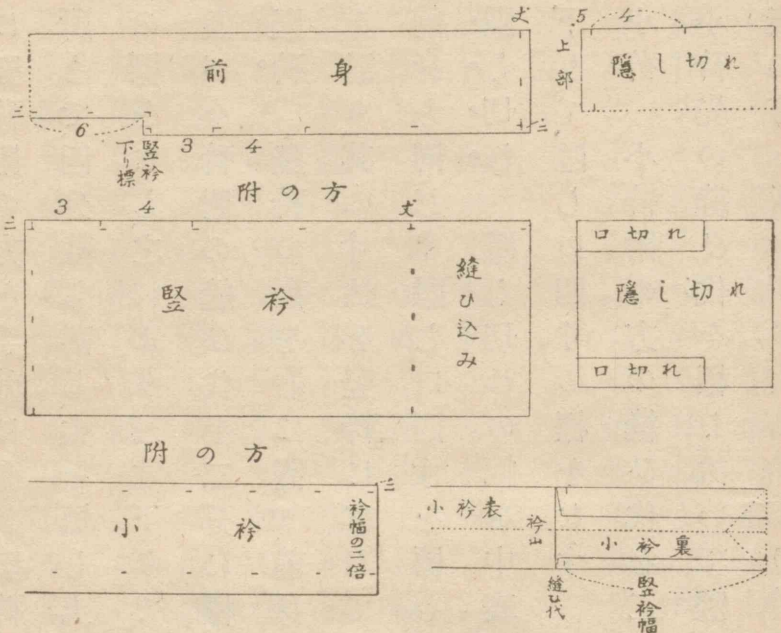 丈
前 身
二
6
竪衿
下り標
3 4
二
5 4
上部
隠し切れ
附の方
二
3 4
丈
竪 衿
縫ひ込み
口切れ
隠し切れ
口切れ
附の方
二
小 衿
衿幅の二倍
小衿表
衿山
小衿裏
縫ひ代
竪衿幅